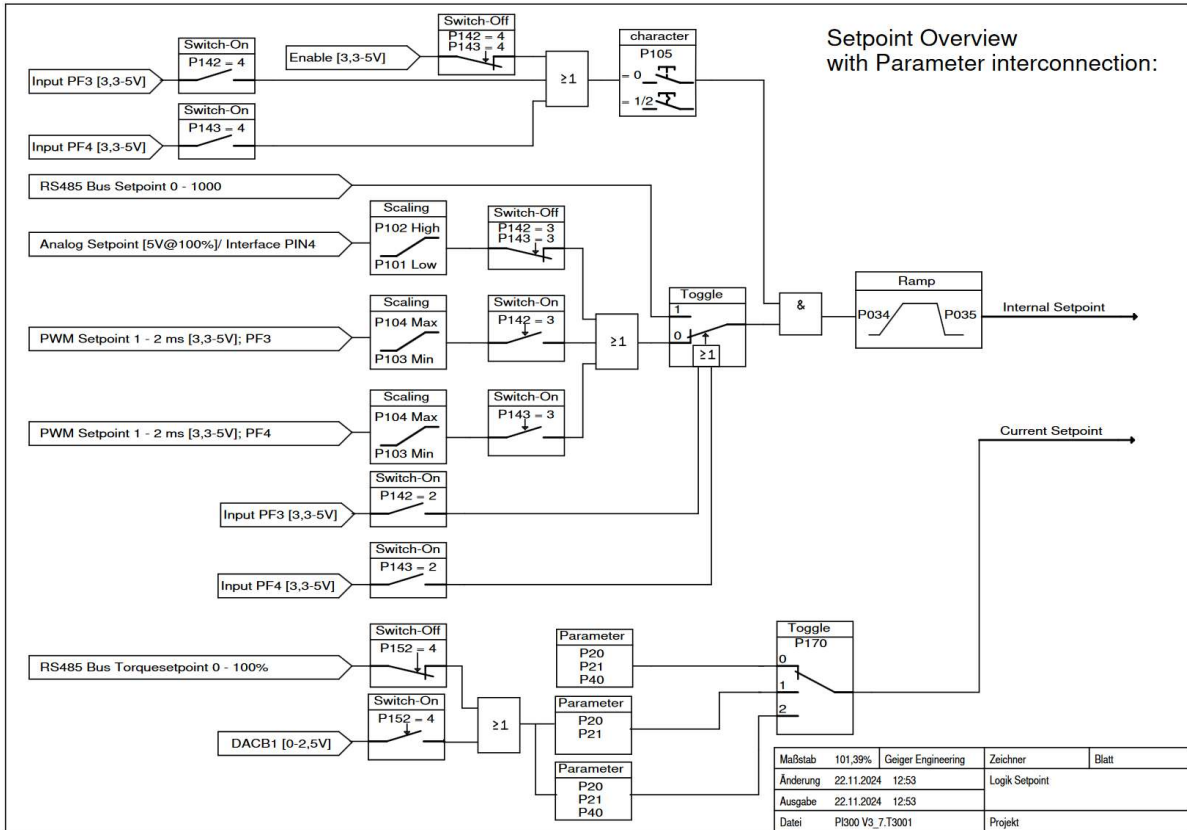 Setpoint Overview
with Parameter interconnection:
Switch-Off
P142 = 4
P143 = 4
Enable [3,3-5V]
Switch-On
P142 = 4
Input PF3 [3,3-5V]
≥1
character
P105
= 0
= 1/2
Switch-On
P143 = 4
Input PF4 [3,3-5V]
RS485 Bus Setpoint 0 - 1000
Scaling
P102 High
P101 Low
Analog Setpoint [5V@100%]/ Interface PIN4
Switch-Off
P142 = 3
P143 = 3
Scaling
P104 Max
P103 Min
PWM Setpoint 1 - 2 ms [3,3-5V]; PF3
Switch-On
P142 = 3
≥1
Toggle
1
0
≥1
&
Ramp
P034
P035
Internal Setpoint
Scaling
P104 Max
P103 Min
PWM Setpoint 1 - 2 ms [3,3-5V]; PF4
Switch-On
P143 = 3
Current Setpoint
Switch-On
P142 = 2
Input PF3 [3,3-5V]
Switch-On
P143 = 2
Input PF4 [3,3-5V]
Switch-Off
P152 = 4
RS485 Bus Torquesetpoint 0 - 100%
Switch-On
P152 = 4
DACB1 [0-2,5V]
≥1
Parameter
P20
P21
P40
Parameter
P20
P21
Parameter
P20
P21
P40
Toggle
P170
0
1
2
Maßstab 101,39% Geiger Engineering Zeichner Blatt
Änderung 22.11.2024 12:53 Logik Setpoint
Ausgabe 22.11.2024 12:53
Datei PI300 V3_7.T3001 Projekt